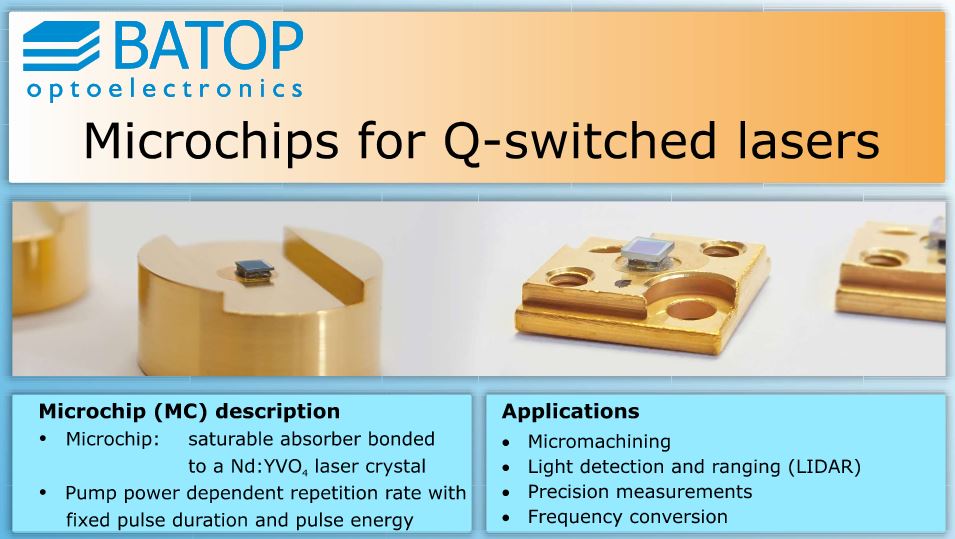 BATOP
optoelectronics
Microchips for Q-switched lasers
Microchip (MC) description
• Microchip: saturable absorber bonded
to a Nd:YVO₄ laser crystal
• Pump power dependent repetition rate with
fixed pulse duration and pulse energy
Applications
• Micromachining
• Light detection and ranging (LIDAR)
• Precision measurements
• Frequency conversion